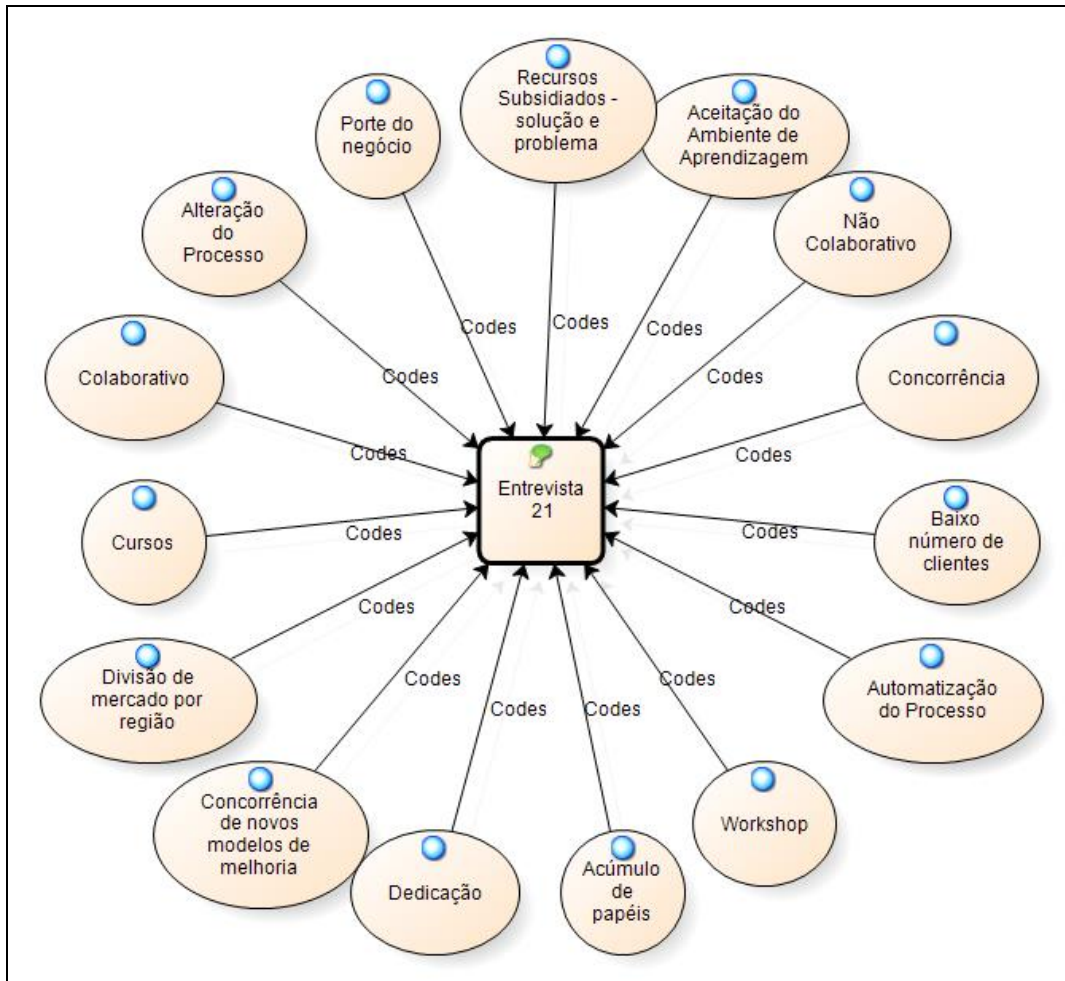 Recursos
Subsidiados -
solução e
problema
Porte do
negócio
Aceitação do
Ambiente de
Aprendizagem
Alteração
do
Processo
Não
Colaborativo
Codes
Codes
Codes
Codes
Codes
Colaborativo
Concorrência
Codes
Codes
Entrevista
21
Cursos
Codes
Codes
Baixo
número de
clientes
Codes
Codes
Divisão de
mercado por
região
Automatização
do Processo
Codes
Codes
Codes
Codes
Concorrência
de novos
modelos de
melhoria
Workshop
Dedicação
Acúmulo
de
papéis